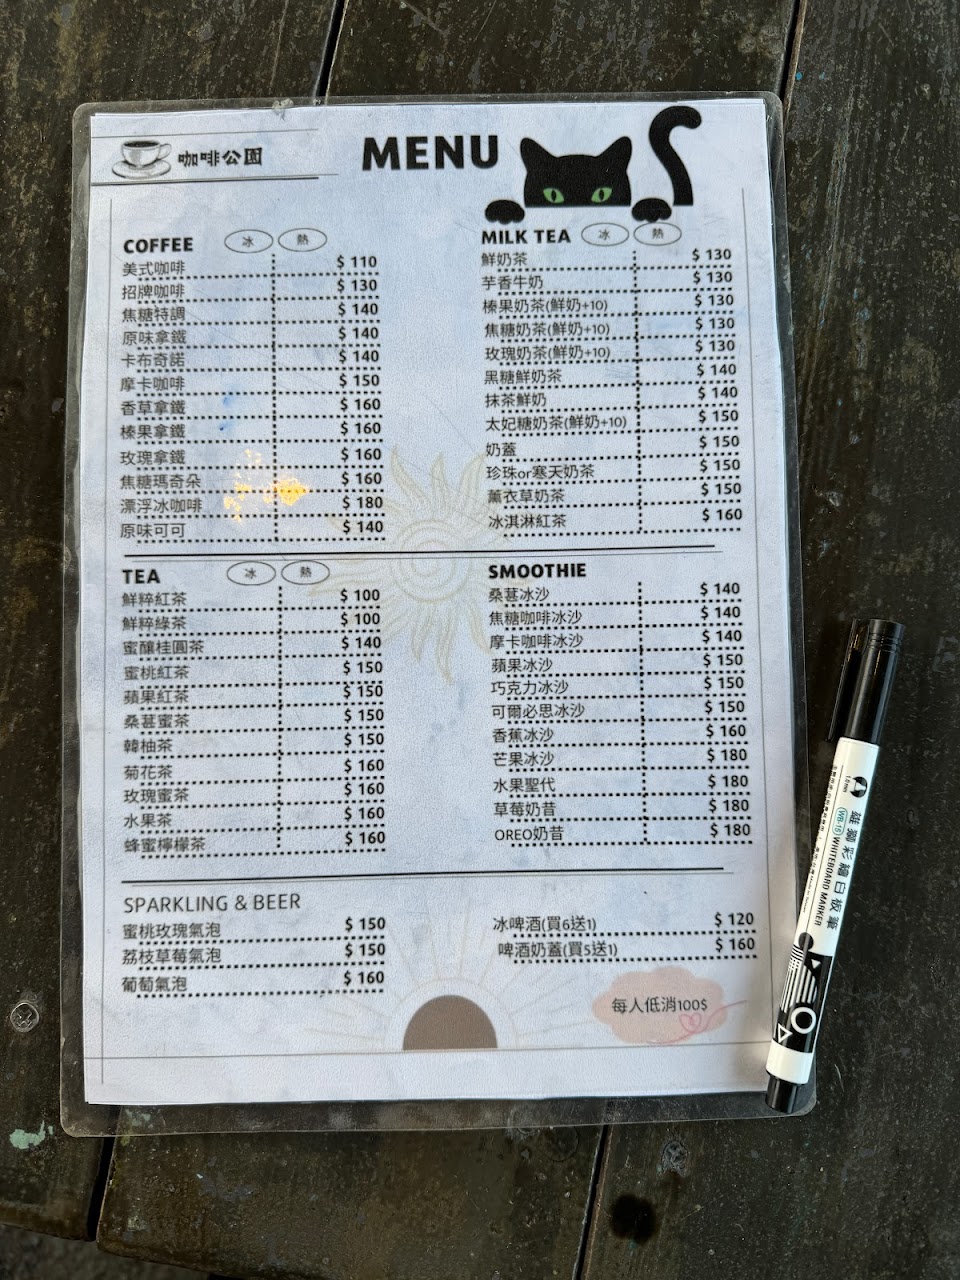 咖啡公園
MENU
COFFEE 冰 熱
美式咖啡 $ 110
招牌咖啡 $ 130
焦糖特調 $ 140
原味拿鐵 $ 140
卡布奇諾 $ 140
摩卡咖啡 $ 150
香草拿鐵 $ 160
榛果拿鐵 $ 160
玫瑰拿鐵 $ 160
焦糖瑪奇朵 $ 160
漂浮冰咖啡 $ 180
原味可可 $ 140
MILK TEA 冰 熱
鮮奶茶 $ 130
芋香牛奶 $ 130
榛果奶茶(鮮奶+10) $ 130
焦糖奶茶(鮮奶+10) $ 130
玫瑰奶茶(鮮奶+10) $ 130
黑糖鮮奶茶 $ 140
抹茶鮮奶 $ 140
太妃糖奶茶(鮮奶+10) $ 150
奶蓋 $ 150
珍珠or寒天奶茶 $ 150
薰衣草奶茶 $ 150
冰淇淋紅茶 $ 160
TEA 冰 熱
鮮粹紅茶 $ 100
鮮粹綠茶 $ 100
蜜釀桂圓茶 $ 140
蜜桃紅茶 $ 150
蘋果紅茶 $ 150
桑葚蜜茶 $ 150
韓柚茶 $ 150
菊花茶 $ 160
玫瑰蜜茶 $ 160
水果茶 $ 160
蜂蜜檸檬茶 $ 160
SMOOTHIE
桑葚冰沙 $ 140
焦糖咖啡冰沙 $ 140
摩卡咖啡冰沙 $ 140
蘋果冰沙 $ 150
巧克力冰沙 $ 150
可爾必思冰沙 $ 150
香蕉冰沙 $ 160
芒果冰沙 $ 180
水果聖代 $ 180
草莓奶昔 $ 180
OREO奶昔 $ 180
SPARKLING & BEER
蜜桃玫瑰氣泡 $ 150
荔枝草莓氣泡 $ 150
葡萄氣泡 $ 160
冰啤酒(買6送1) $ 120
啤酒奶蓋(買5送1) $ 160
每人低消100$
雄獅彩繪白板筆
WB-15 WHITEBOARD MARKER